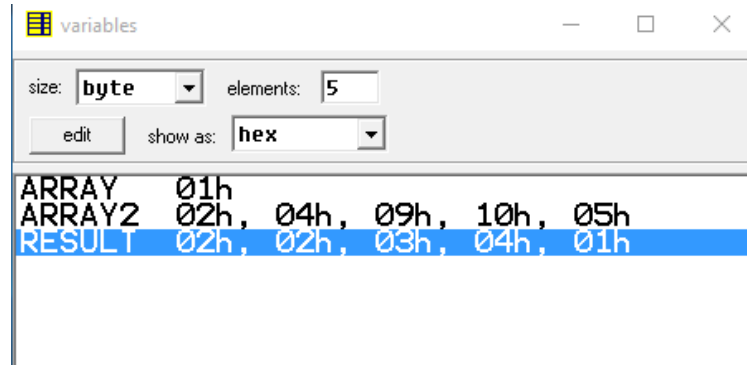 variables
size: byte elements: 5
edit show as: hex
ARRAY 01h
ARRAY2 02h, 04h, 09h, 10h, 05h
RESULT 02h, 02h, 03h, 04h, 01h